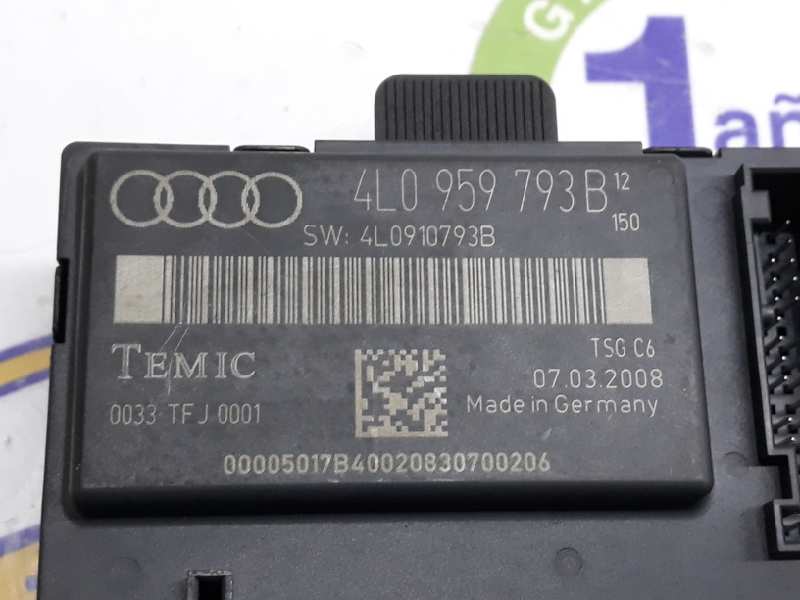 G
1
añ
4L0 959 793B 12
150
SW: 4L0910793B
TEMIC
TSG C6
07.03.2008
0033 TFJ 0001
Made in Germany
00005017B40020830700206